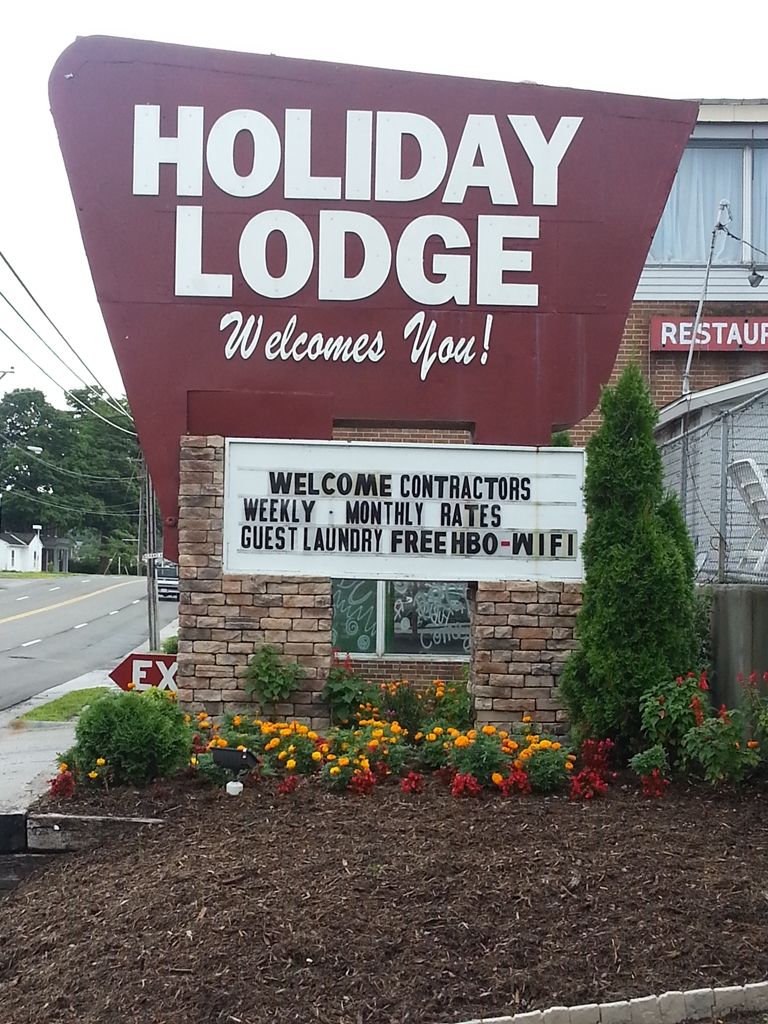 HOLIDAY
LODGE
Welcomes You!
RESTAUR
WELCOME CONTRACTORS
WEEKLY - MONTHLY RATES
GUEST LAUNDRY FREE HBO-WIFI
EX